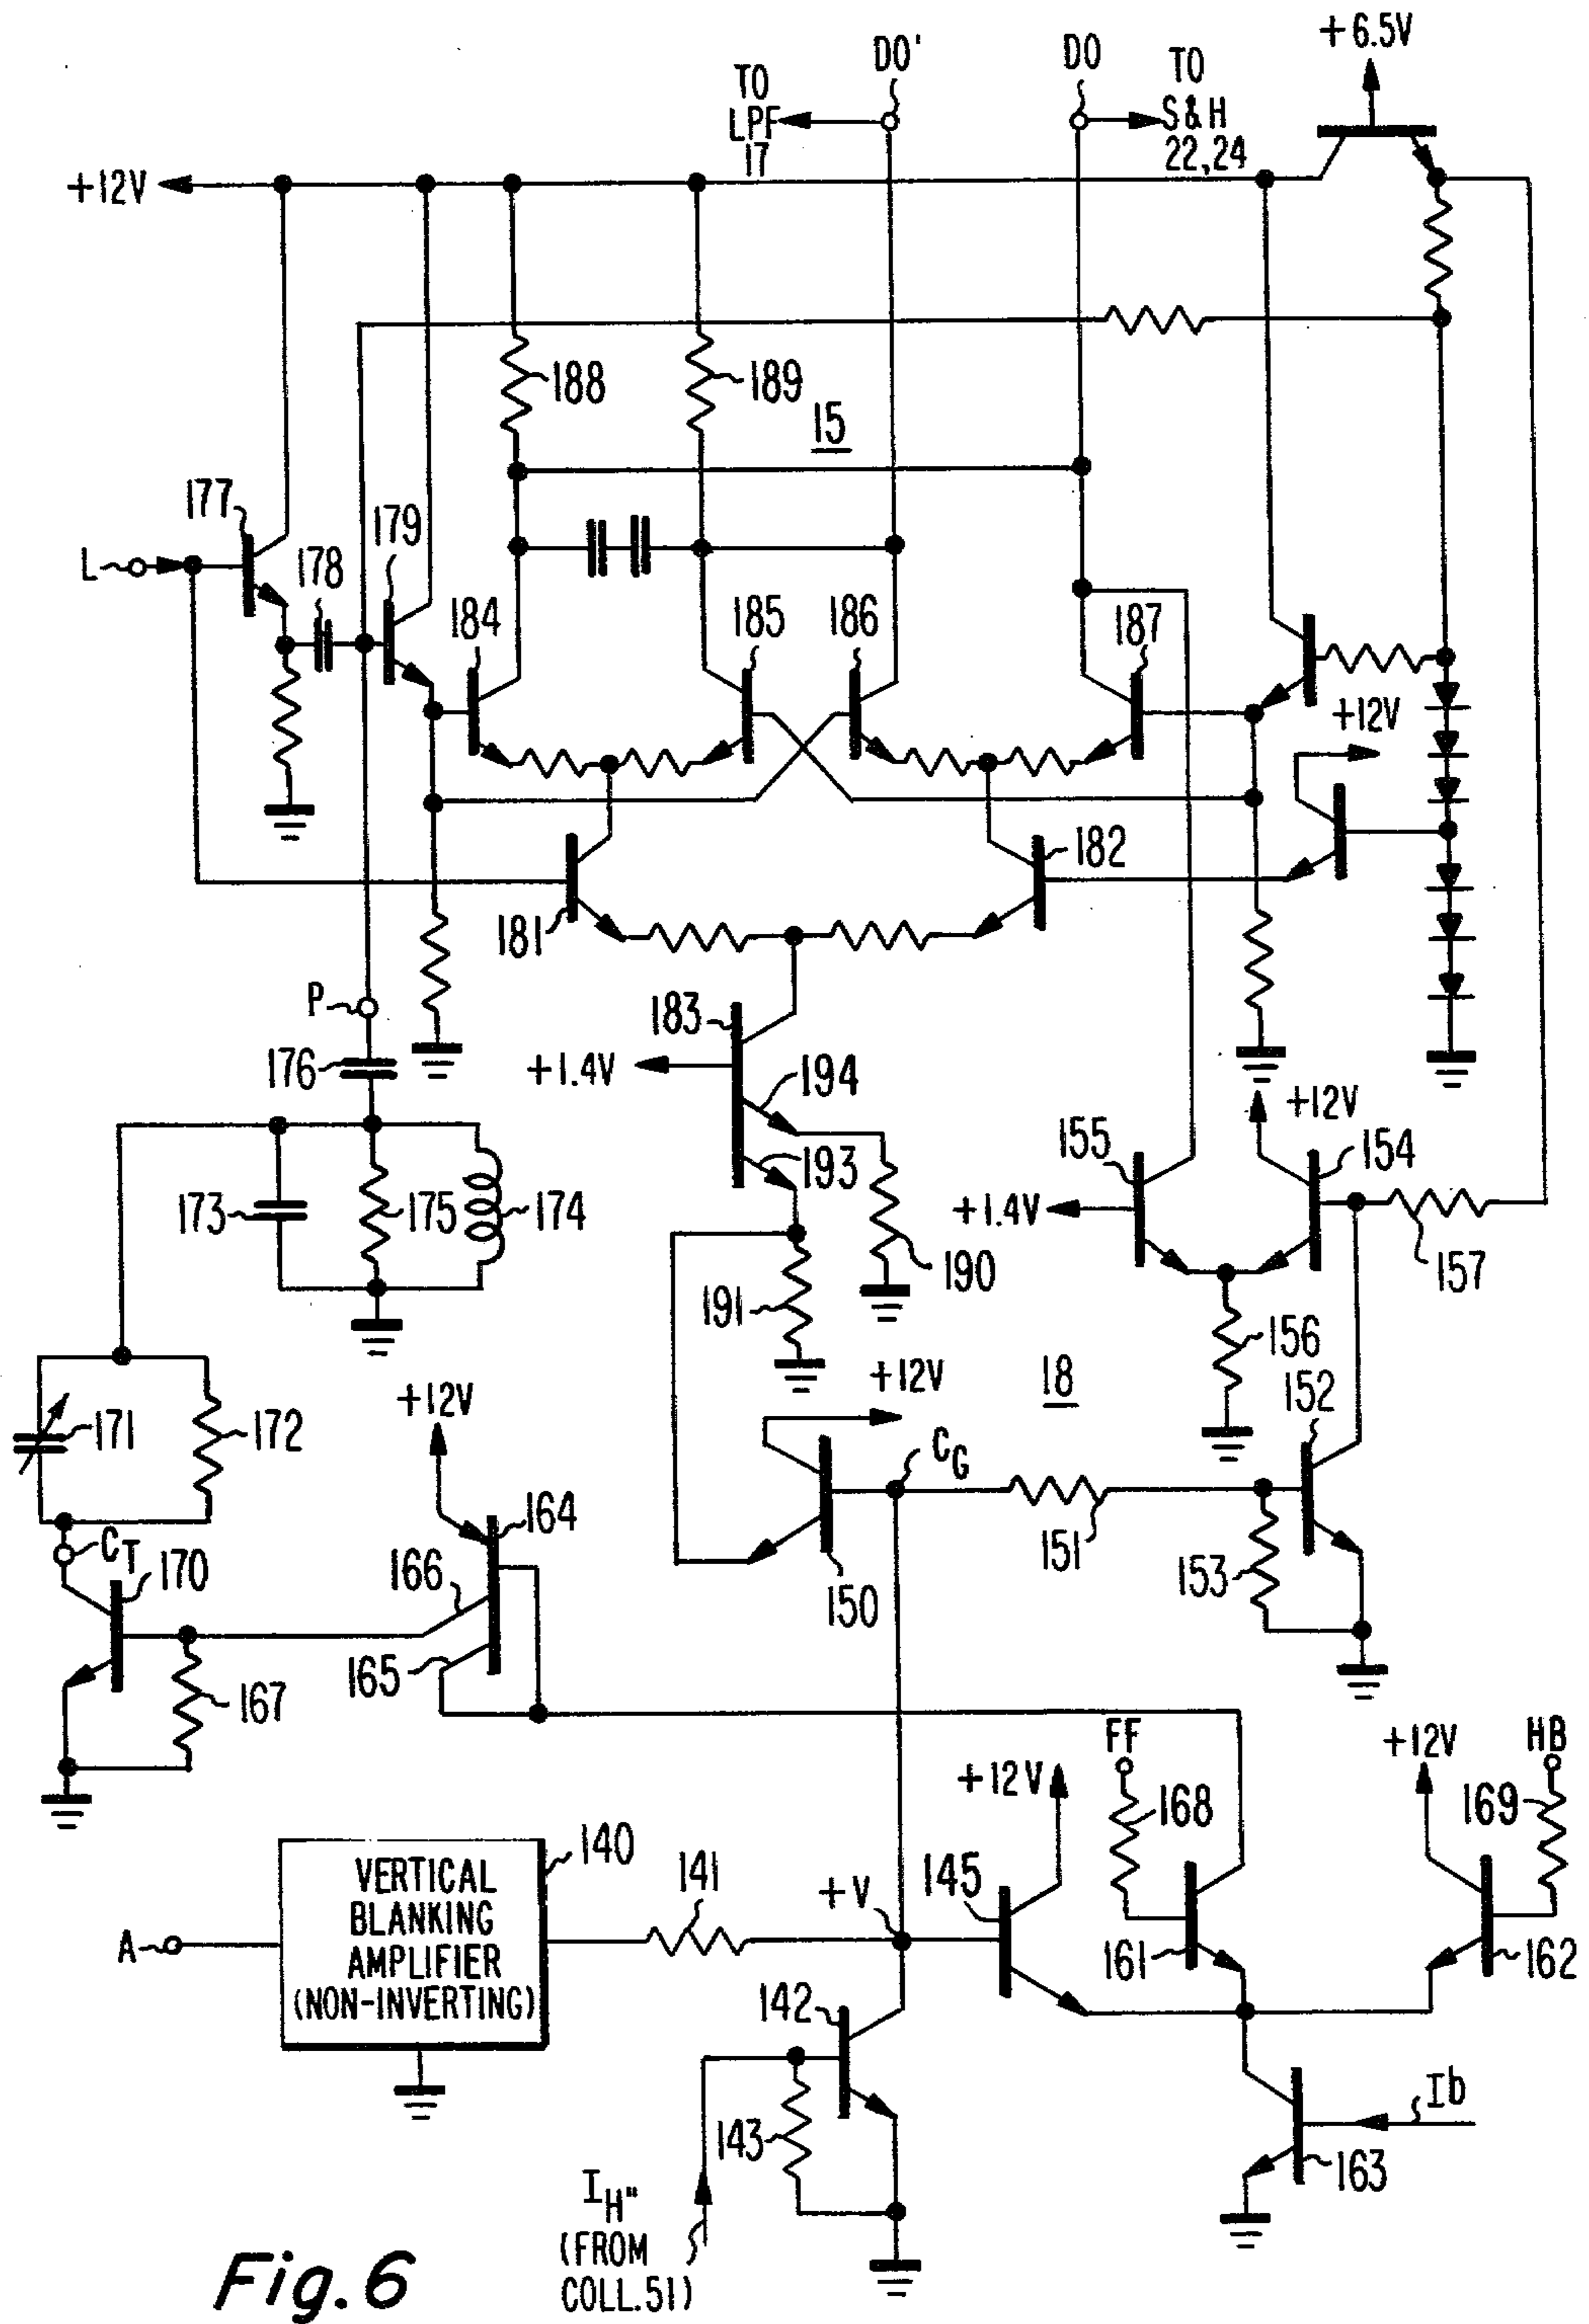 +6.5V
DO'
DO
TO
LPF
17
TO
S&H
22,24
+12V
188
189
15
177
179
L
178
184
185
186
187
+12V
181
182
P
183
176
+1.4V
194
+12V
193
155
154
173
175
174
+1.4V
190
157
191
156
+12V
18
152
+12V
171
172
CG
164
CT
170
166
151
153
150
165
167
FF
+12V
HB
+12V
168
169
140
VERTICAL
BLANKING
AMPLIFIER
(NON-INVERTING)
141
+V
145
A
161
162
142
Ib
143
163
IH"
(FROM
COLL.51)
Fig. 6